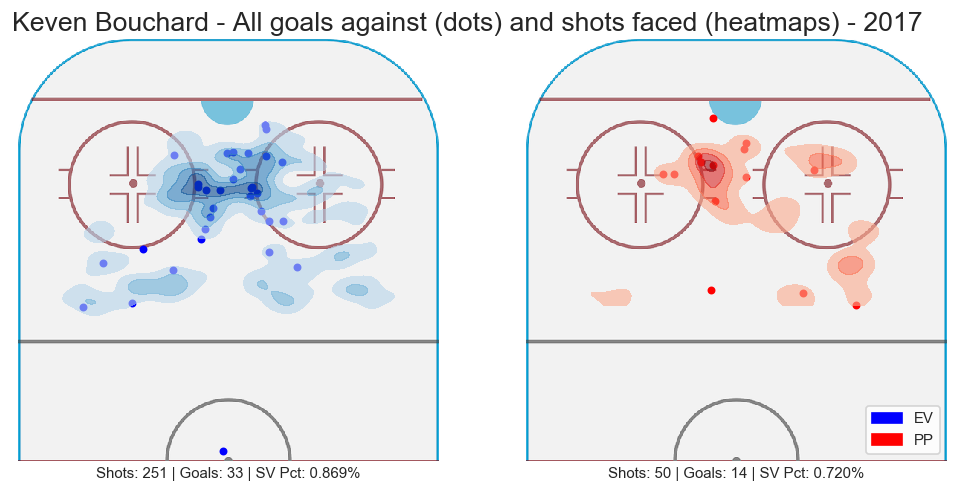 Keven Bouchard - All goals against (dots) and shots faced (heatmaps) - 2017
EV
PP
Shots: 251 | Goals: 33 | SV Pct: 0.869%
Shots: 50 | Goals: 14 | SV Pct: 0.720%